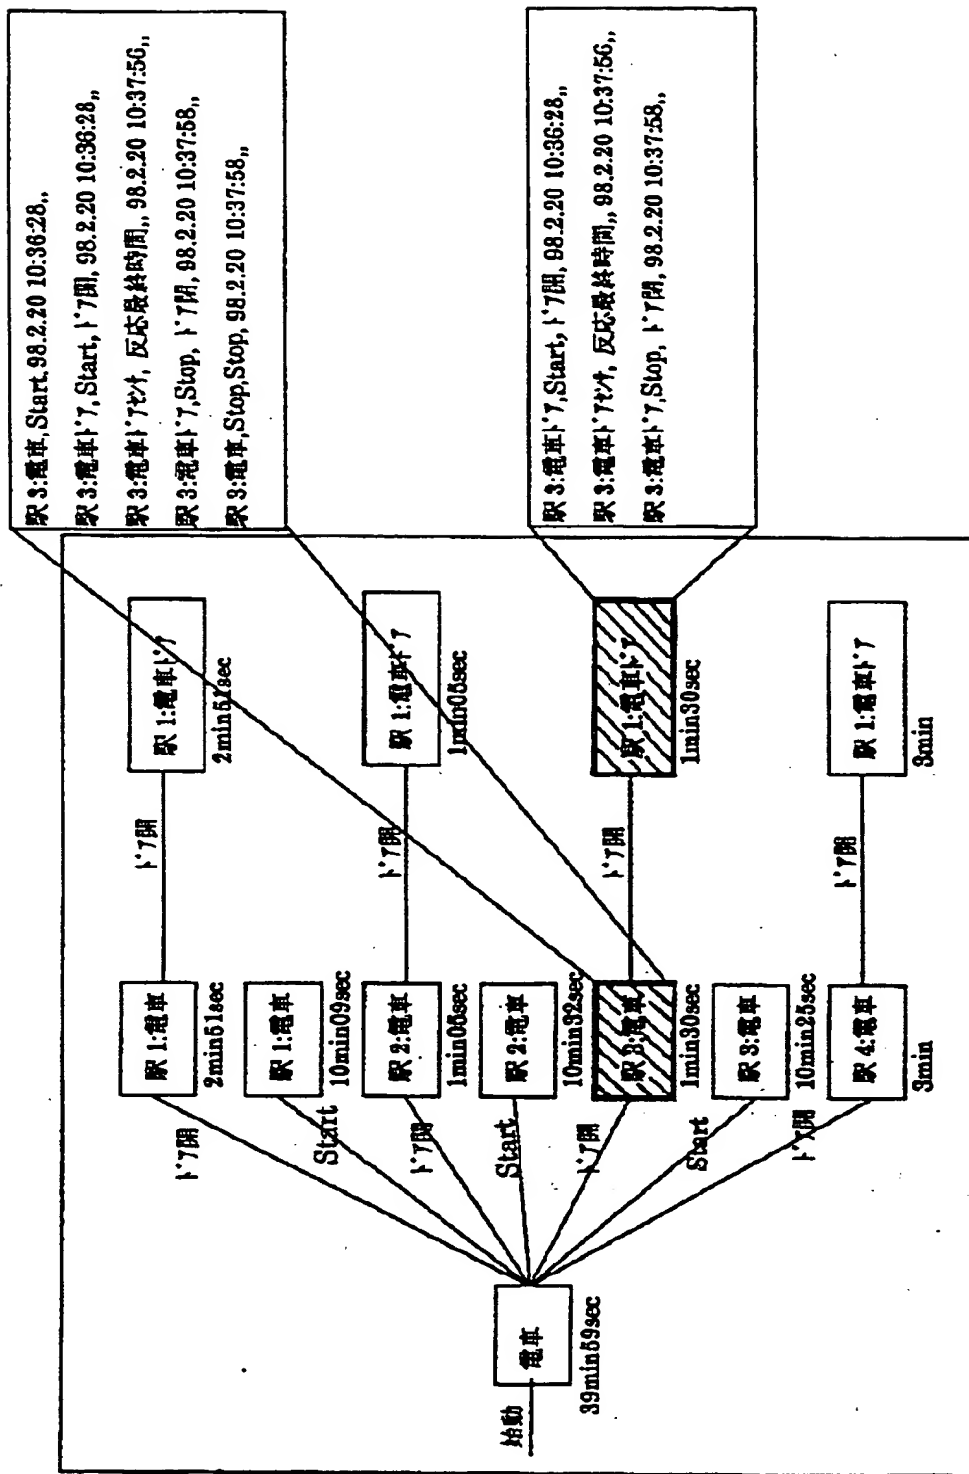 駅3:電車,Start,98.2.20 10:36:28,,
駅3:電車ドア,Start,ドア開,98.2.20 10:36:28,,
駅3:電車ドアセンサ,反応最終時間,,98.2.20 10:37:56,,
駅3:電車ドア,Stop,ドア閉,98.2.20 10:37:58,,
駅3:電車,Stop,Stop,98.2.20 10:37:58,,
駅3:電車ドア,Start,ドア開,98.2.20 10:36:28,,
駅3:電車ドアセンサ,反応最終時間,,98.2.20 10:37:56,,
駅3:電車ドア,Stop,ドア閉,98.2.20 10:37:58,,
始動
電車
39min59sec
ドア開
駅1:電車
2min51sec
ドア開
駅1:電車ドア
2min51sec
Start
駅1:電車
10min09sec
ドア開
駅2:電車
1min05sec
ドア開
駅1:電車ドア
1min05sec
Start
駅2:電車
10min32sec
ドア開
駅3:電車
1min30sec
ドア開
駅1:電車ドア
1min30sec
Start
駅3:電車
10min25sec
ドア開
駅4:電車
3min
ドア開
駅1:電車ドア
3min